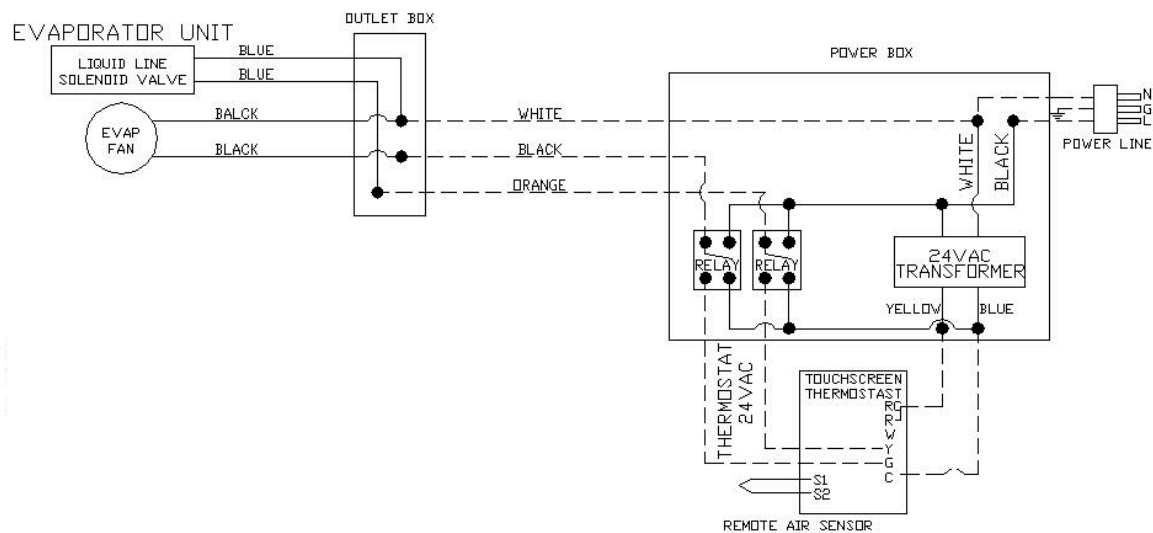 OUTLET BOX
EVAPORATOR UNIT
BLUE
LIQUID LINE
SOLENOID VALVE
BLUE
POWER BOX
BALCK
WHITE
N
G
L
EVAP
FAN
POWER LINE
BLACK
BLACK
WHITE
BLACK
ORANGE
RELAY
RELAY
24VAC
TRANSFORMER
YELLOW
BLUE
THERMOSTAT
24VAC
TOUCHSCREEN
THERMOSTAST
RC
R
W
Y
G
C
S1
S2
REMOTE AIR SENSOR